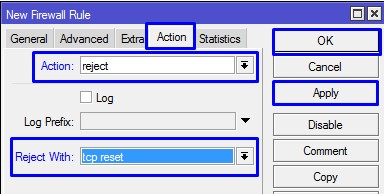 New Firewall Rule
General Advanced Extra Action Statistics
Action: reject
Log
Log Prefix:
Reject With: tcp reset
OK
Cancel
Apply
Disable
Comment
Copy